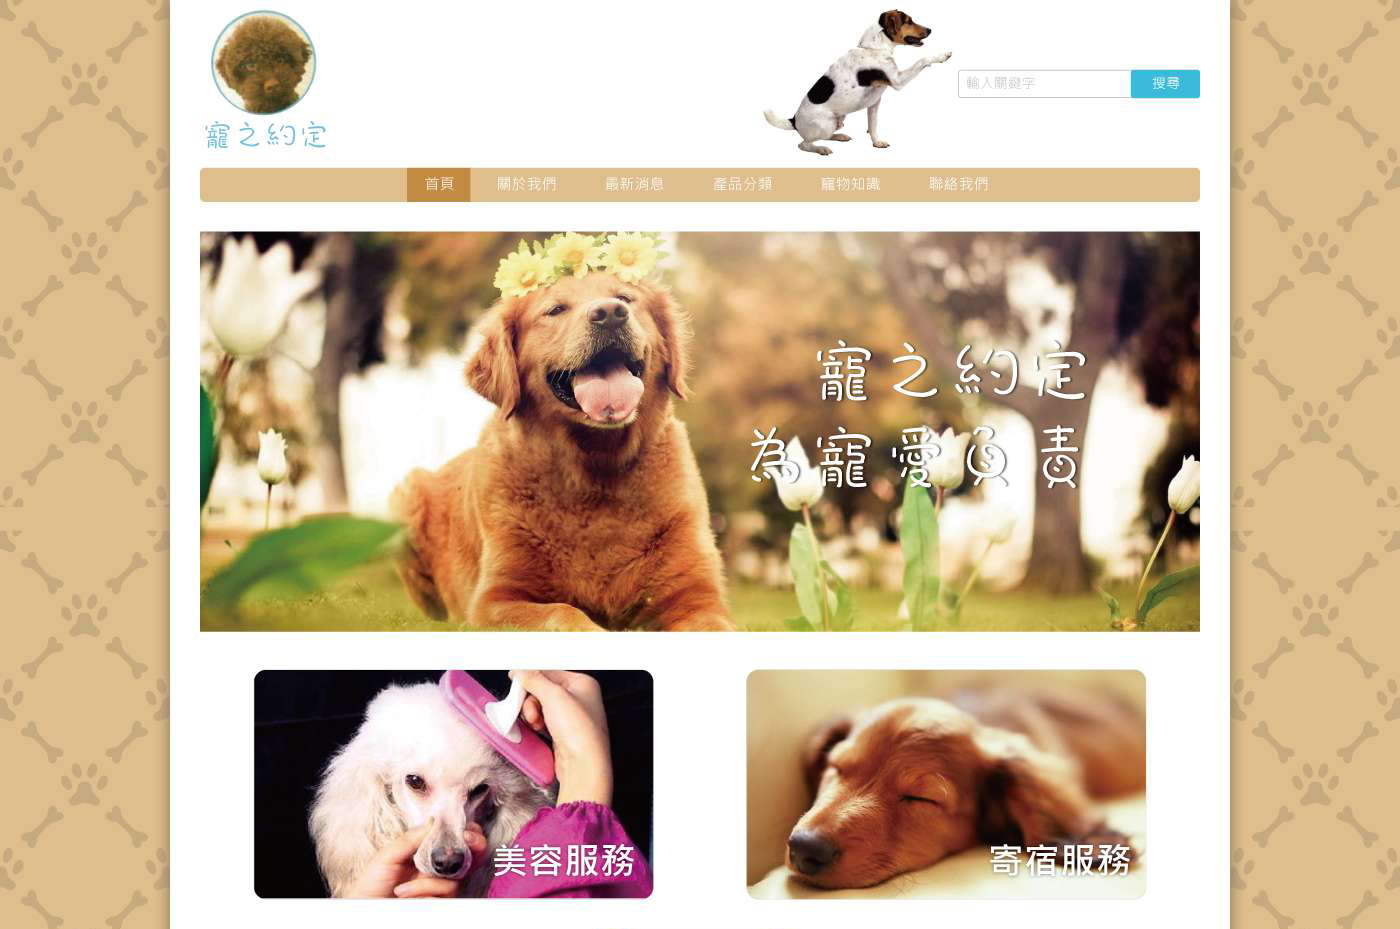 寵之約定
輸入關鍵字
搜尋
首頁
關於我們
最新消息
產品分類
寵物知識
聯絡我們
寵之約定
為寵愛負責
美容服務
寄宿服務